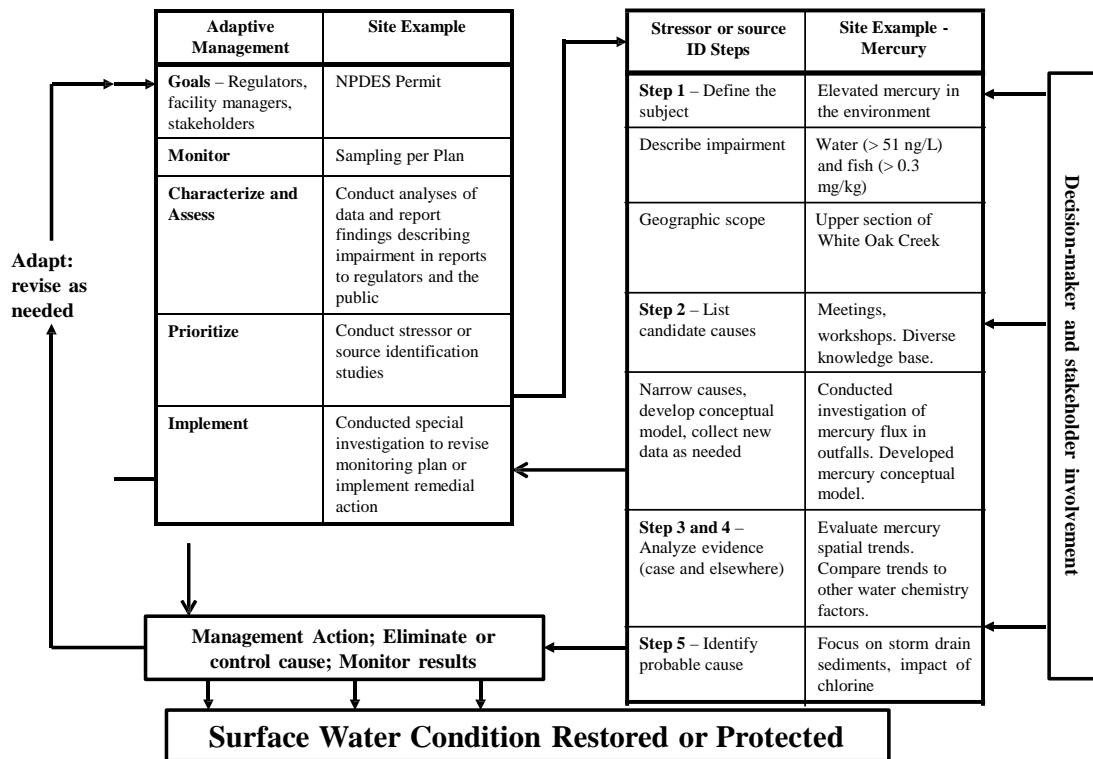 Adaptive
Management
Site Example
Goals – Regulators,
facility managers,
stakeholders
NPDES Permit
Monitor
Sampling per Plan
Characterize and
Assess
Conduct analyses of
data and report
findings describing
impairment in reports
to regulators and the
public
Prioritize
Conduct stressor or
source identification
studies
Implement
Conducted special
investigation to revise
monitoring plan or
implement remedial
action
Adapt:
revise as
needed
Stressor or source
ID Steps
Site Example -
Mercury
Step 1 – Define the
subject
Elevated mercury in
the environment
Describe impairment
Water (> 51 ng/L)
and fish (> 0.3
mg/kg)
Geographic scope
Upper section of
White Oak Creek
Step 2 – List
candidate causes
Meetings,
workshops. Diverse
knowledge base.
Narrow causes,
develop conceptual
model, collect new
data as needed
Conducted
investigation of
mercury flux in
outfalls. Developed
mercury conceptual
model.
Step 3 and 4 –
Analyze evidence
(case and elsewhere)
Evaluate mercury
spatial trends.
Compare trends to
other water chemistry
factors.
Step 5 – Identify
probable cause
Focus on storm drain
sediments, impact of
chlorine
Decision-maker and stakeholder involvement
Management Action; Eliminate or
control cause; Monitor results
Surface Water Condition Restored or Protected